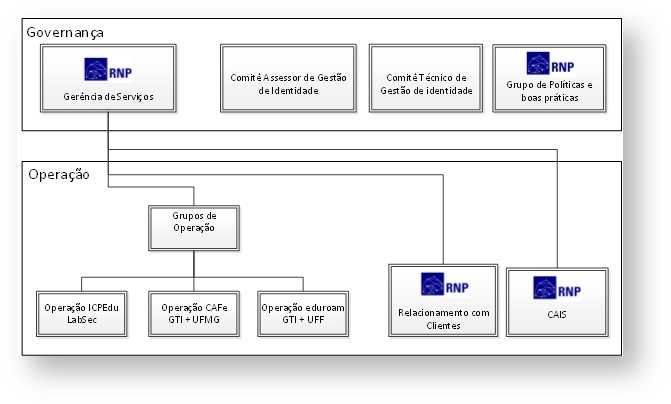 Governança
RNP
Gerência de Serviços
Comitê Assessor de Gestão
de Identidade
Comitê Técnico de
Gestão de identidade
RNP
Grupo de Políticas e
boas práticas
Operação
Grupos de
Operação
Operação ICPEdu
LabSec
Operação CAFe
GTI + UFMG
Operação eduroam
GTI + UFF
RNP
Relacionamento com
Clientes
RNP
CAIS